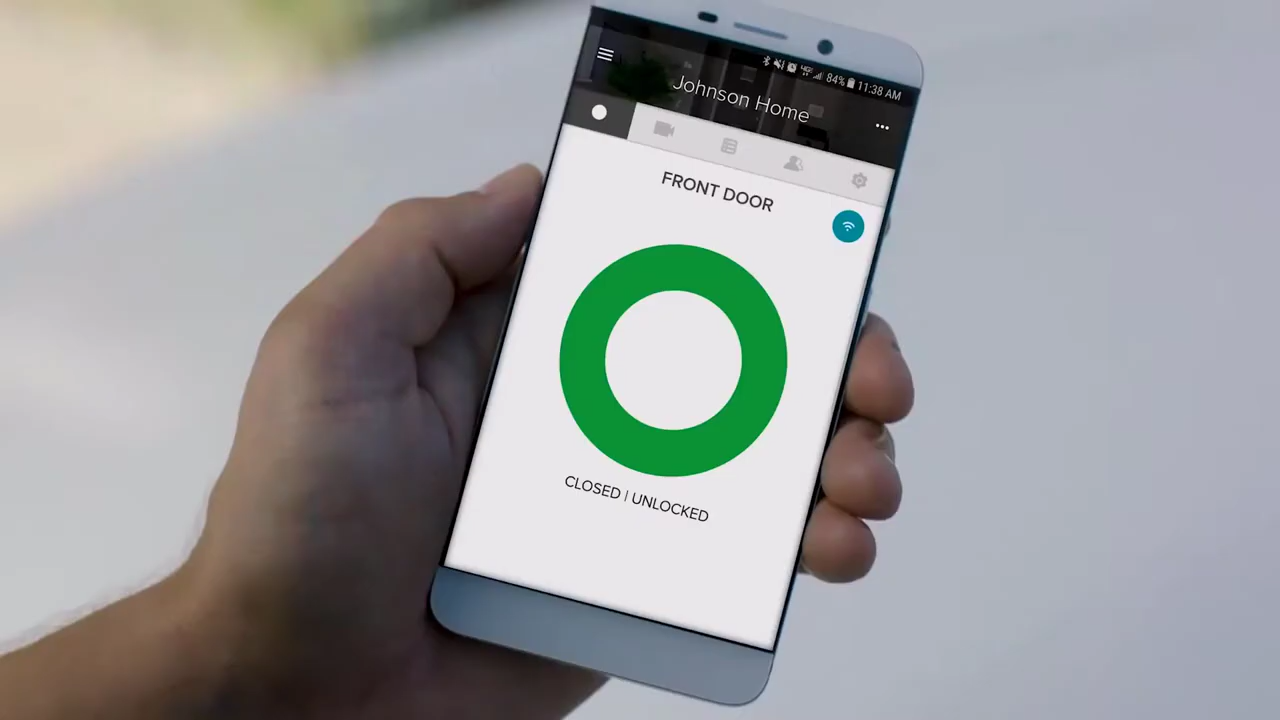 84% 11:38 AM
Johnson Home
FRONT DOOR
CLOSED | UNLOCKED